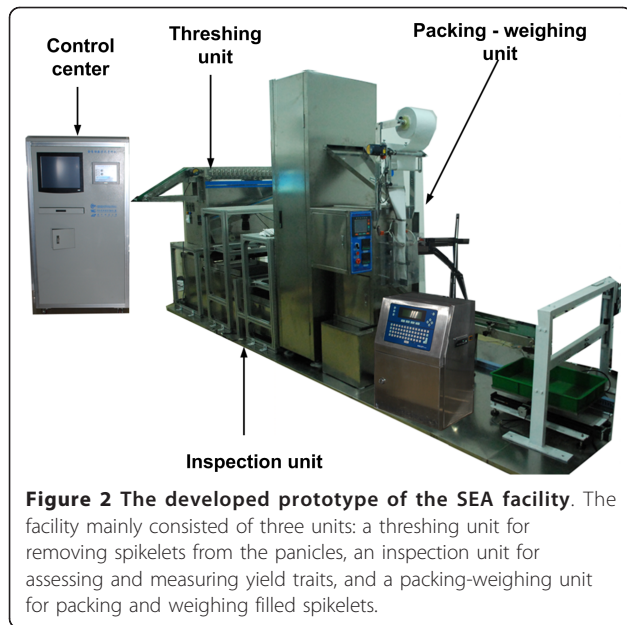 Control
center
Threshing
unit
Packing - weighing
unit
Inspection unit
Figure 2 The developed prototype of the SEA facility. The
facility mainly consisted of three units: a threshing unit for
removing spikelets from the panicles, an inspection unit for
assessing and measuring yield traits, and a packing-weighing unit
for packing and weighing filled spikelets.